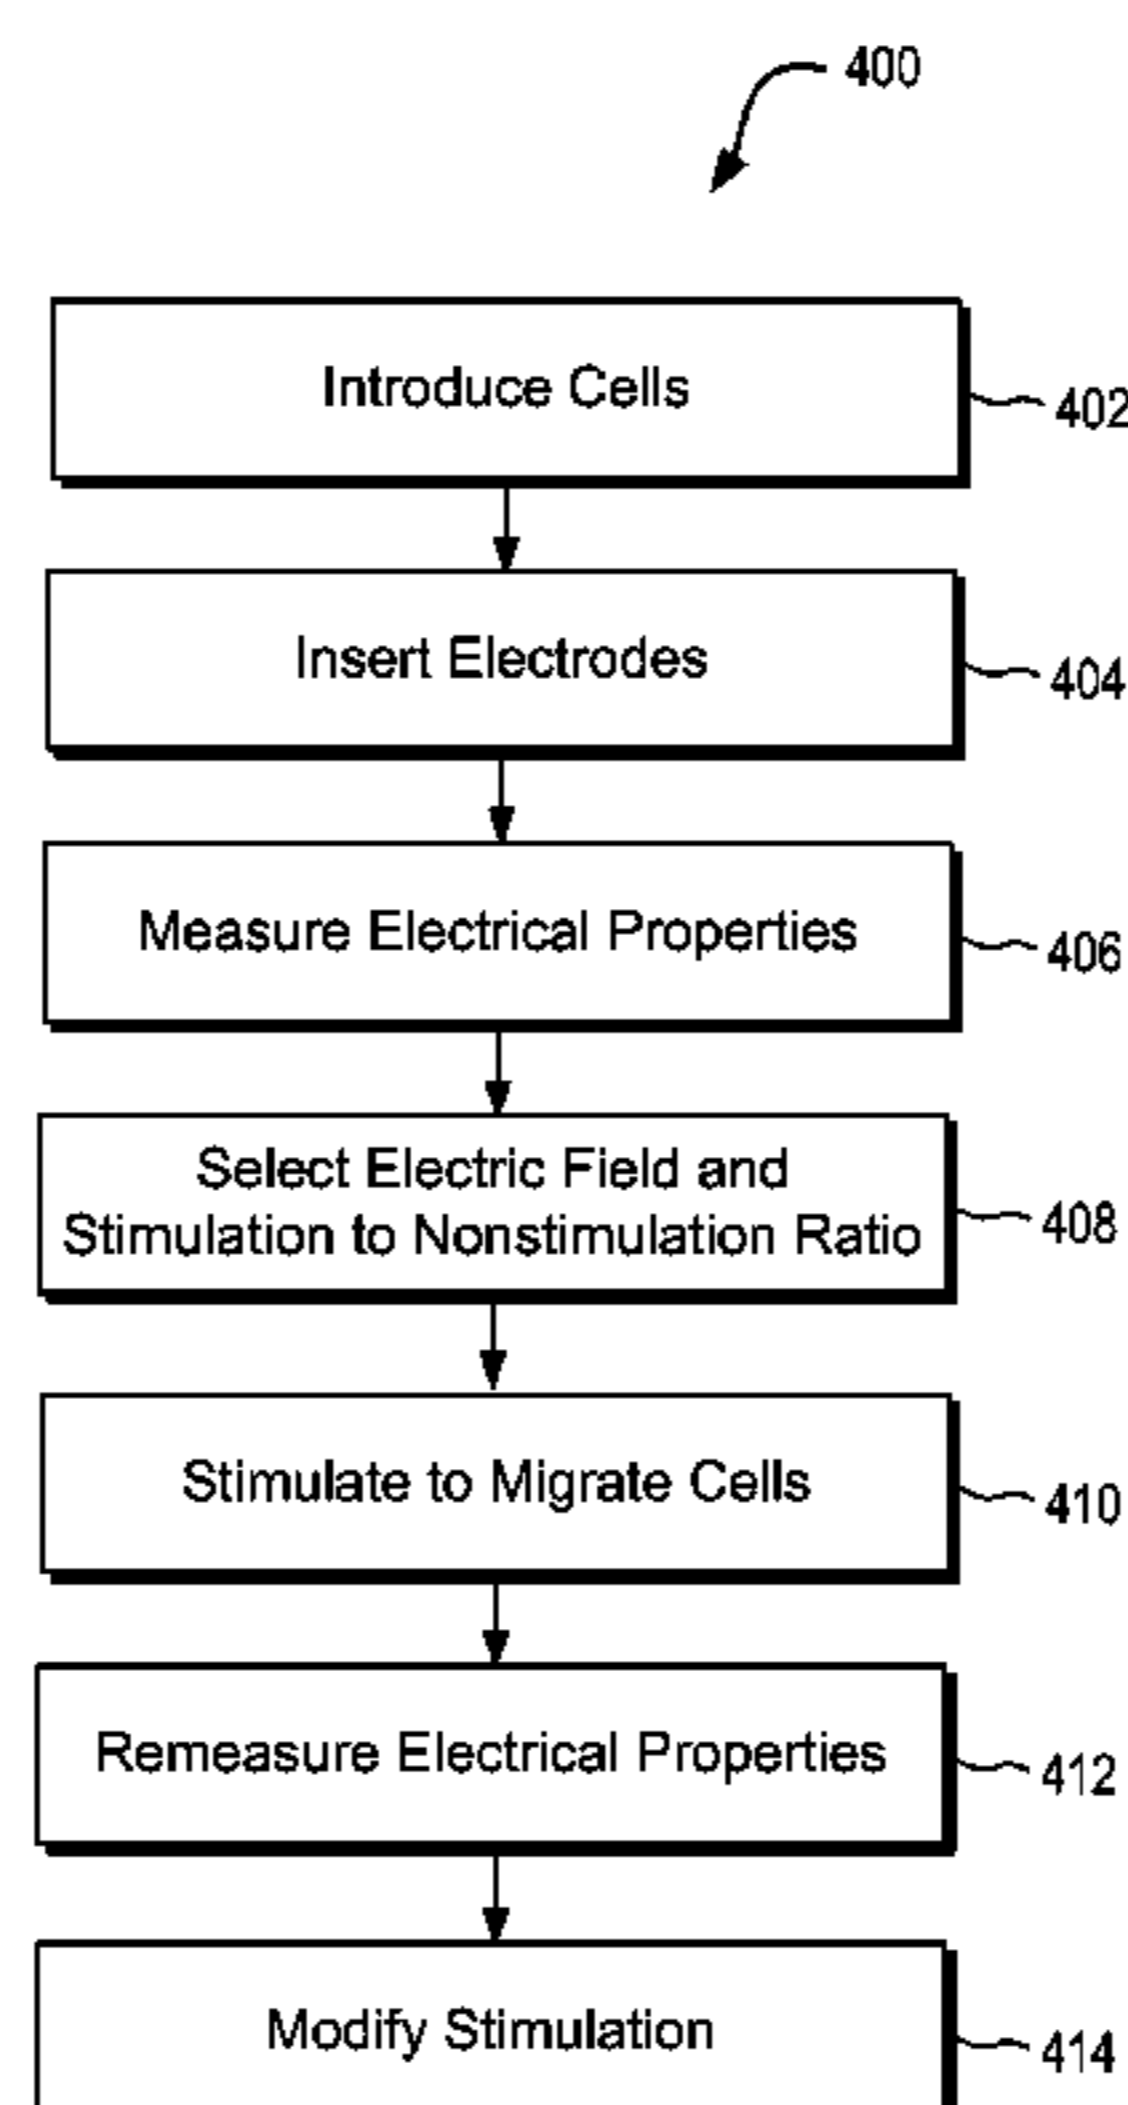 400
Introduce Cells
402
Insert Electrodes
404
Measure Electrical Properties
406
Select Electric Field and
Stimulation to Nonstimulation Ratio
408
Stimulate to Migrate Cells
410
Remeasure Electrical Properties
412
Modify Stimulation
414